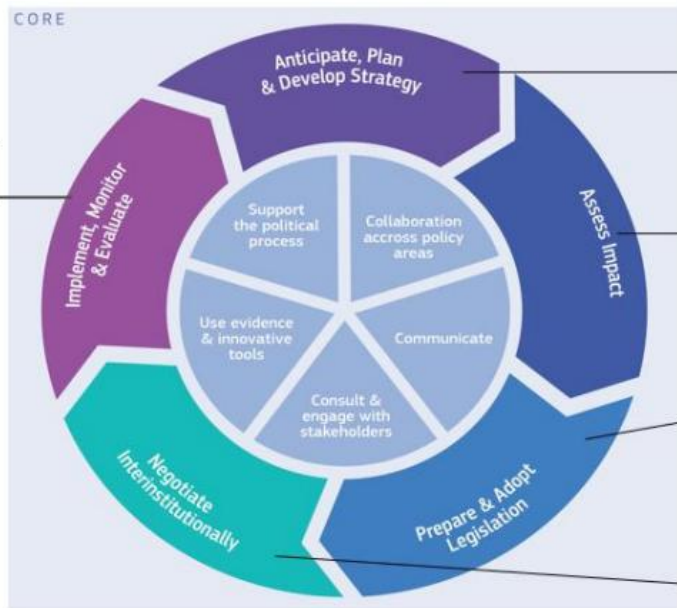 CORE
Anticipate, Plan
& Develop Strategy
Assess Impact
Prepare & Adopt
Legislation
Negotiate
Interinstitutionally
Implement, Monitor
& Evaluate
Support
the political
process
Collaboration
accross policy
areas
Communicate
Consult &
engage with
stakeholders
Use evidence
& innovative
tools